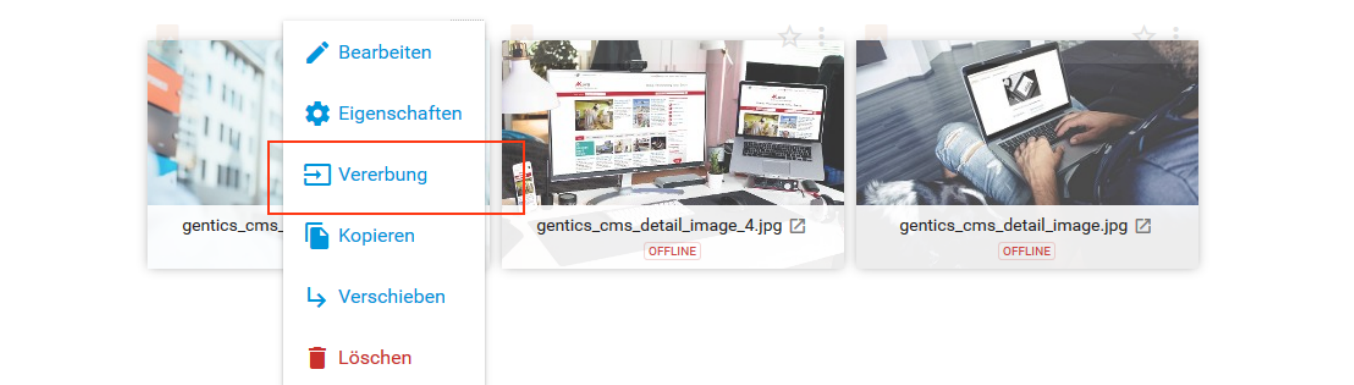 Bearbeiten
Eigenschaften
Vererbung
Kopieren
Verschieben
Löschen
gentics_cms_
gentics_cms_detail_image_4.jpg
OFFLINE
gentics_cms_detail_image.jpg
OFFLINE